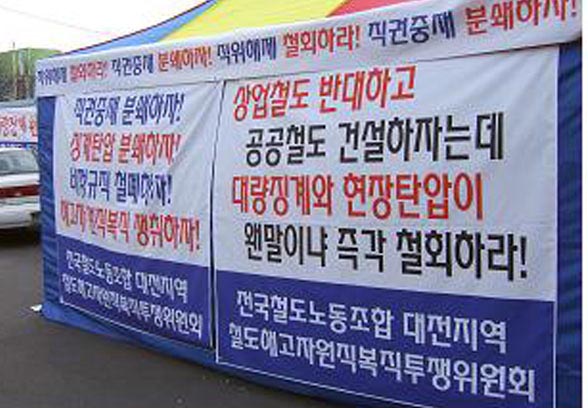 직위해제 철회하라! 직권중재 분쇄하자! 직위해제 철회하라! 직권중재 분쇄하자!
직권중재 분쇄하자!
징계탄압 분쇄하자!
비정규직 철폐하자!
해고자 원직복직 쟁취하자!
전국철도노동조합 대전지역
철도해고자원직복직투쟁위원회
상업철도 반대하고
공공철도 건설하자는데
대량징계와 현장탄압이
웬말이냐 즉각 철회하라!
전국철도노동조합 대전지역
철도해고자원직복직투쟁위원회